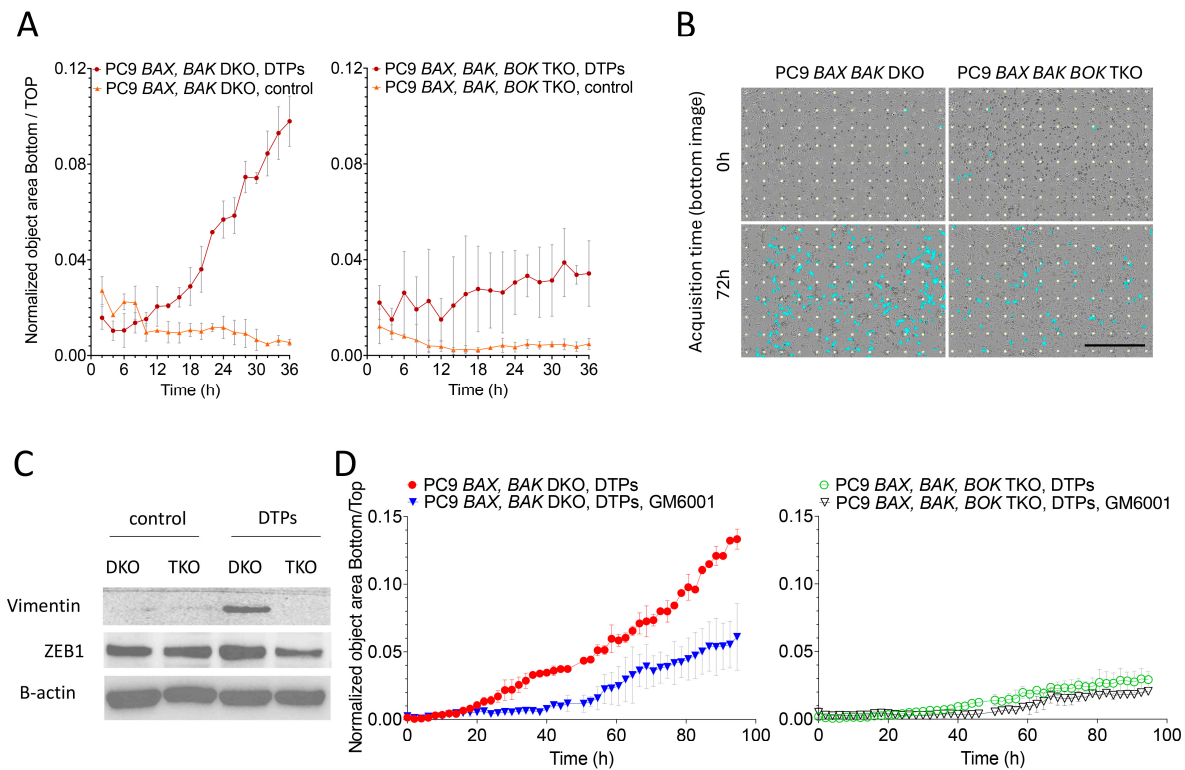 A
PC9 BAX, BAK DKO, DTPs
PC9 BAX, BAK DKO, control
Normalized object area Bottom / TOP
0.12
0.08
0.04
0.00
0 6 12 18 24 30 36
Time (h)
PC9 BAX, BAK, BOK TKO, DTPs
PC9 BAX, BAK, BOK TKO, control
0.12
0.08
0.04
0.00
0 6 12 18 24 30 36
Time (h)
B
PC9 BAX BAK DKO
PC9 BAX BAK BOK TKO
Acquisition time (bottom image)
0h
72h
C
control
DTPs
DKO TKO DKO TKO
Vimentin
ZEB1
B-actin
D
PC9 BAX, BAK DKO, DTPs
PC9 BAX, BAK DKO, DTPs, GM6001
Normalized object area Bottom/Top
0.15
0.10
0.05
0.00
0 20 40 60 80 100
Time (h)
PC9 BAX, BAK, BOK TKO, DTPs
PC9 BAX, BAK, BOK TKO, DTPs, GM6001
0.15
0.10
0.05
0.00
0 20 40 60 80 100
Time (h)